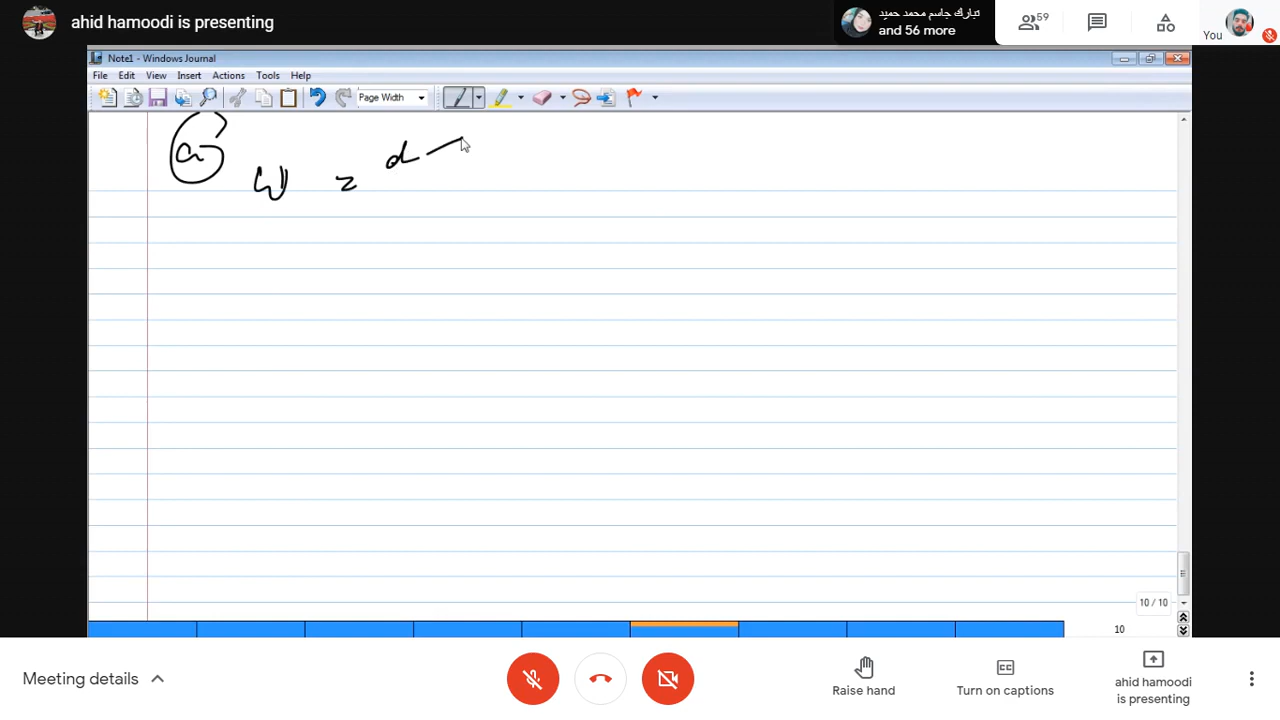 ahid hamoodi is presenting
تبارك جاسم محمد حميد
and 56 more
59
You
Note1 - Windows Journal
File Edit View Insert Actions Tools Help
Page Width
a
W = d
10 / 10
10
Meeting details
Raise hand
Turn on captions
ahid hamoodi
is presenting